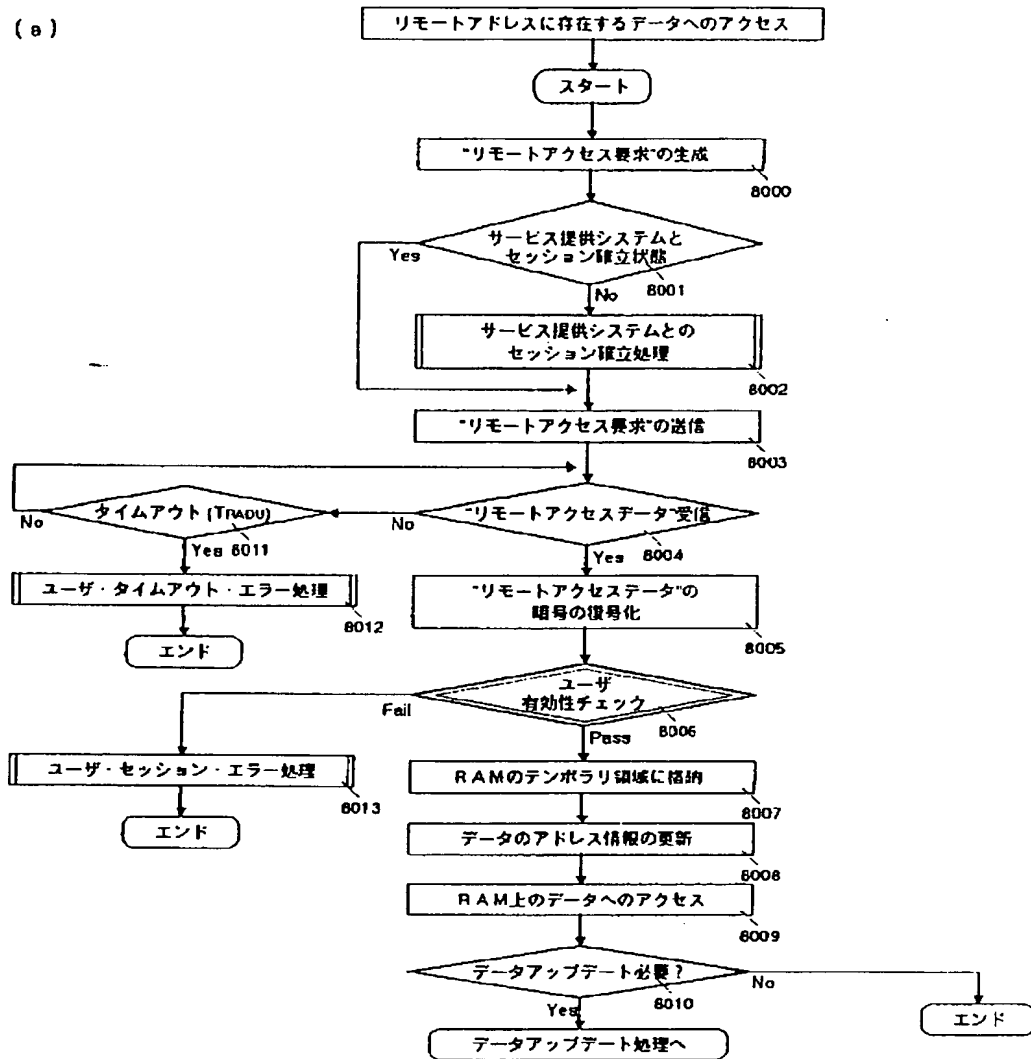 (a)
リモートアドレスに存在するデータへのアクセス
スタート
"リモートアクセス要求"の生成
8000
サービス提供システムと
セッション確立状態
Yes
8001
No
サービス提供システムとの
セッション確立処理
8002
"リモートアクセス要求"の送信
8003
タイムアウト(TRADU)
No
Yes 8011
"リモートアクセスデータ"受信
No
8004
Yes
ユーザ・タイムアウト・エラー処理
8012
エンド
"リモートアクセスデータ"の
暗号の復号化
8005
ユーザ
有効性チェック
Fail
8006
Pass
ユーザ・セッション・エラー処理
8013
エンド
RAMのテンポラリ領域に格納
8007
データのアドレス情報の更新
8008
RAM上のデータへのアクセス
8009
データアップデート必要?
8010
No
Yes
エンド
データアップデート処理へ